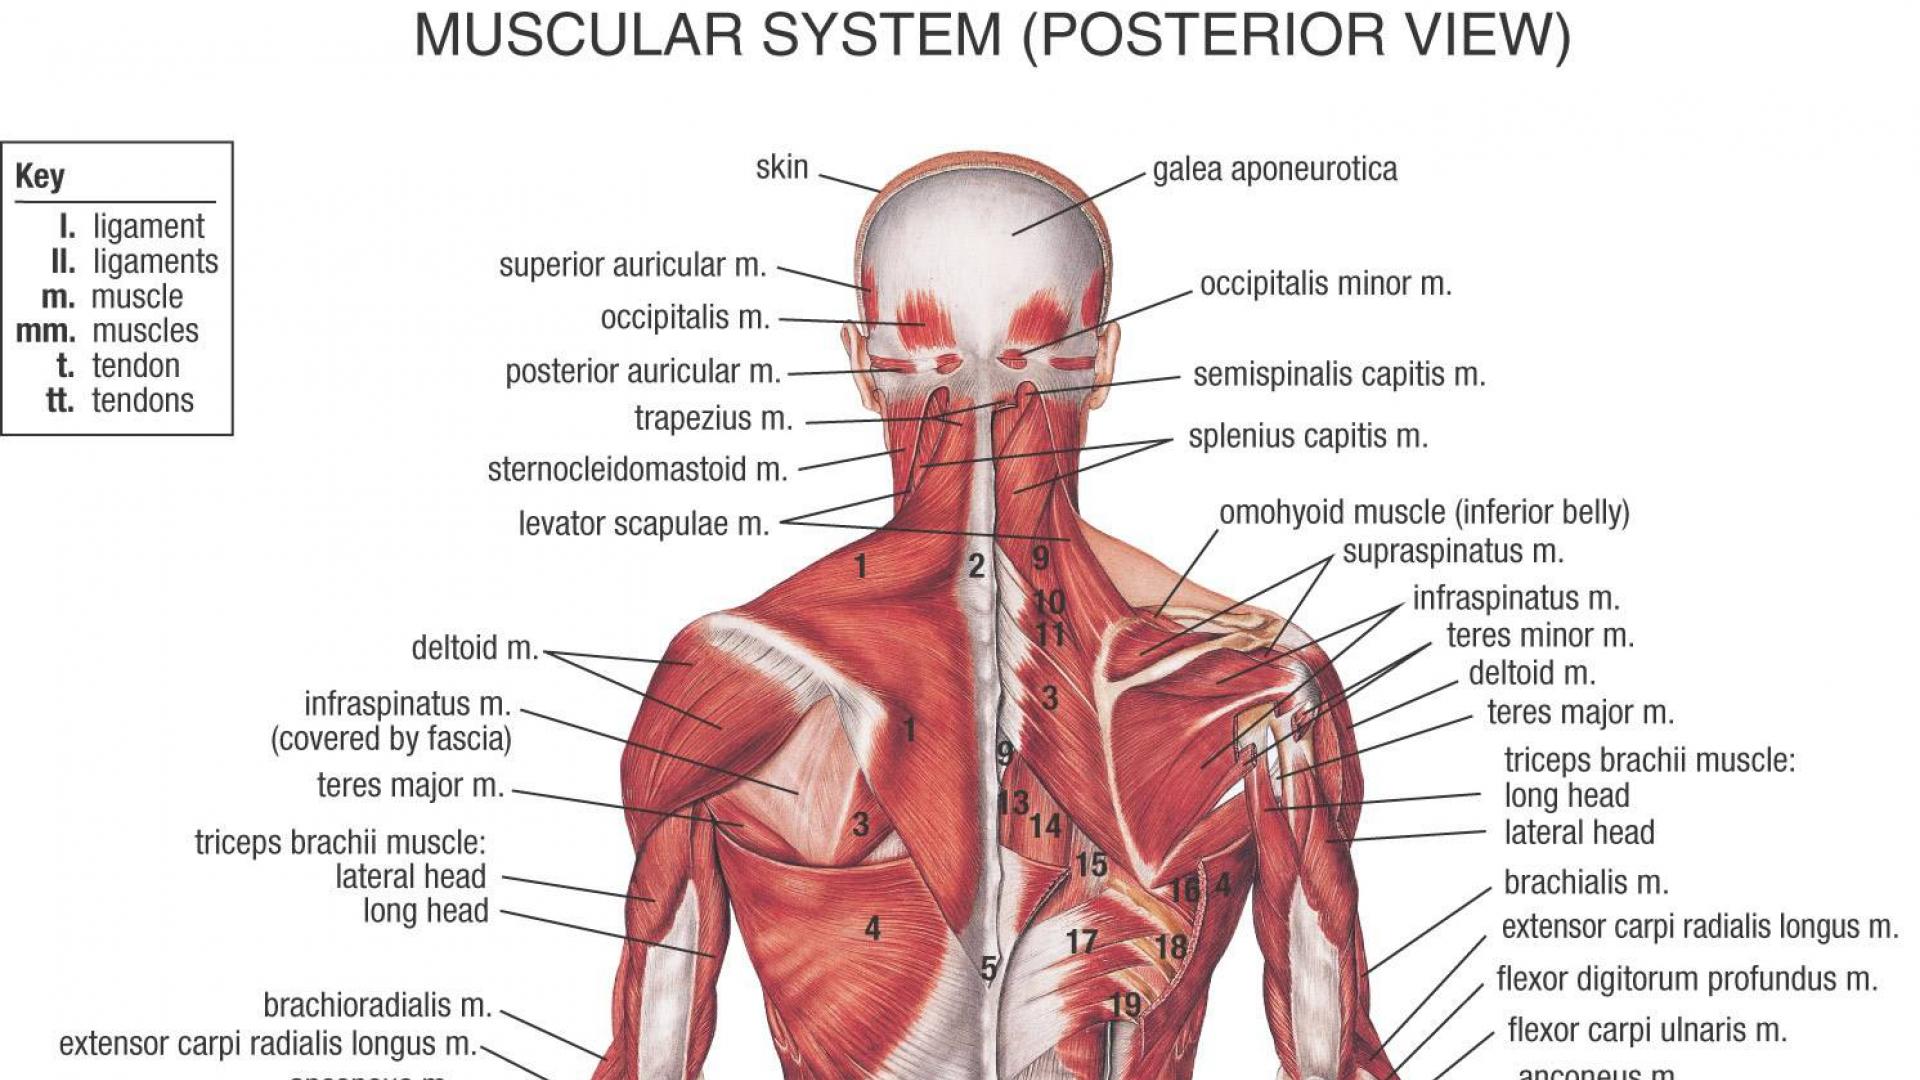 MUSCULAR SYSTEM (POSTERIOR VIEW)
Key
l. ligament
ll. ligaments
m. muscle
mm. muscles
t. tendon
tt. tendons
skin
superior auricular m.
occipitalis m.
posterior auricular m.
trapezius m.
sternocleidomastoid m.
levator scapulae m.
deltoid m.
infraspinatus m.
(covered by fascia)
teres major m.
triceps brachii muscle:
lateral head
long head
brachioradialis m.
extensor carpi radialis longus m.
anconeus m.
galea aponeurotica
occipitalis minor m.
semispinalis capitis m.
splenius capitis m.
omohyoid muscle (inferior belly)
supraspinatus m.
infraspinatus m.
teres minor m.
deltoid m.
teres major m.
triceps brachii muscle:
long head
lateral head
brachialis m.
extensor carpi radialis longus m.
flexor digitorum profundus m.
flexor carpi ulnaris m.
anconeus m.
1
2
9
10
11
3
1
9
13
14
3
15
16
4
4
17
18
5
19